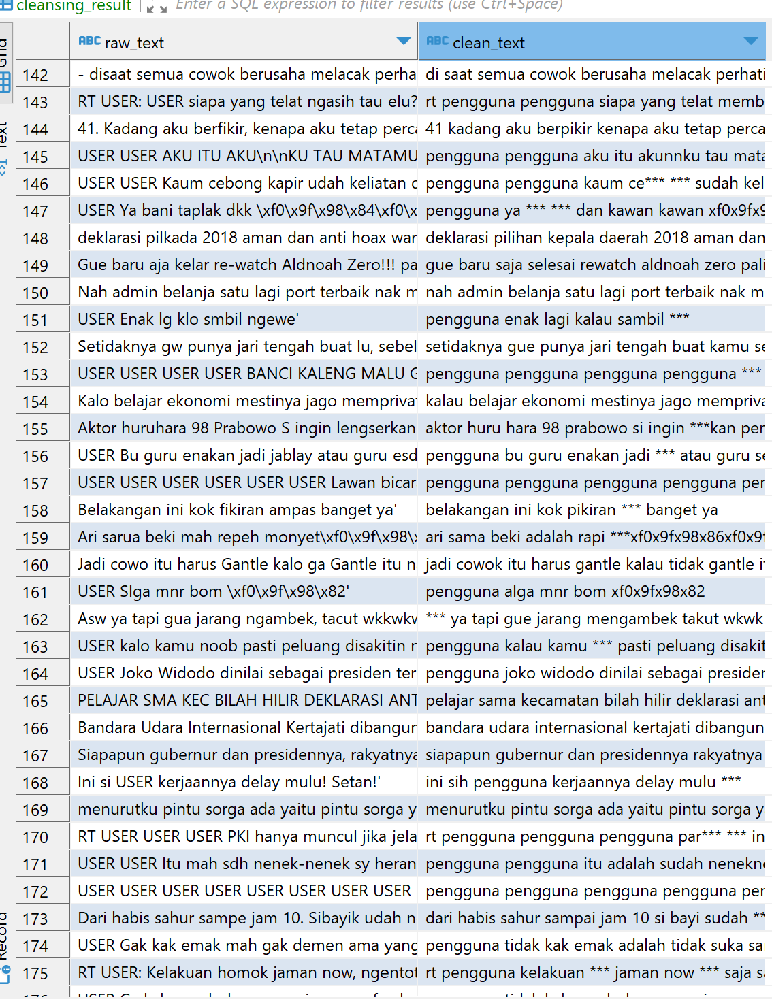 cleansing_result Enter a SQL expression to filter results (use Ctrl+Space)
Grid
Text
Record
ABC raw_text ABC clean_text
142 - disaat semua cowok berusaha melacak perha di saat semua cowok berusaha melacak perhati
143 RT USER: USER siapa yang telat ngasih tau elu? rt pengguna pengguna siapa yang telat memb
144 41. Kadang aku berfikir, kenapa aku tetap perca 41 kadang aku berpikir kenapa aku tetap perca
145 USER USER AKU ITU AKU\n\nKU TAU MATAMU pengguna pengguna aku itu akunnku tau mata
146 USER USER Kaum cebong kapir udah keliatan d pengguna pengguna kaum ce*** *** sudah kel
147 USER Ya bani taplak dkk \xf0\x9f\x98\x84\xf0\x pengguna ya *** *** dan kawan kawan xf0x9fx9
148 deklarasi pilkada 2018 aman dan anti hoax war deklarasi pilihan kepala daerah 2018 aman dan
149 Gue baru aja kelar re-watch Aldnoah Zero!!! pa gue baru saja selesai rewatch aldnoah zero pali
150 Nah admin belanja satu lagi port terbaik nak m nah admin belanja satu lagi port terbaik nak m
151 USER Enak lg klo smbil ngewe' pengguna enak lagi kalau sambil ***
152 Setidaknya gw punya jari tengah buat lu, sebel setidaknya gue punya jari tengah buat kamu se
153 USER USER USER USER BANCI KALENG MALU G pengguna pengguna pengguna pengguna ***
154 Kalo belajar ekonomi mestinya jago memprivat kalau belajar ekonomi mestinya jago mempriva
155 Aktor huruhara 98 Prabowo S ingin lengserkan aktor huru hara 98 prabowo si ingin ***kan per
156 USER Bu guru enakan jadi jablay atau guru esd pengguna bu guru enakan jadi *** atau guru se
157 USER USER USER USER USER USER Lawan bicara pengguna pengguna pengguna pengguna per
158 Belakangan ini kok fikiran ampas banget ya' belakangan ini kok pikiran *** banget ya
159 Ari sarua beki mah repeh monyet\xf0\x9f\x98\x ari sama beki adalah rapi ***xf0x9fx98x86xf0x9f
160 Jadi cowo itu harus Gantle kalo ga Gantle itu na jadi cowok itu harus gantle kalau tidak gantle it
161 USER Slga mnr bom \xf0\x9f\x98\x82' pengguna alga mnr bom xf0x9fx98x82
162 Asw ya tapi gua jarang ngambek, tacut wkkwkw *** ya tapi gue jarang mengambek takut wkwk
163 USER kalo kamu noob pasti peluang disakitin n pengguna kalau kamu *** pasti peluang disakit
164 USER Joko Widodo dinilai sebagai presiden ter pengguna joko widodo dinilai sebagai presider
165 PELAJAR SMA KEC BILAH HILIR DEKLARASI ANT pelajar sama kecamatan bilah hilir deklarasi ant
166 Bandara Udara Internasional Kertajati dibangun bandara udara internasional kertajati dibangun
167 Siapapun gubernur dan presidennya, rakyatnya siapapun gubernur dan presidennya rakyatnya
168 Ini si USER kerjaannya delay mulu! Setan!' ini sih pengguna kerjaannya delay mulu ***
169 menurutku pintu sorga ada yaitu pintu sorga y menurutku pintu sorga ada yaitu pintu sorga y
170 RT USER USER USER PKI hanya muncul jika jela rt pengguna pengguna pengguna par*** *** in
171 USER USER Itu mah sdh nenek-nenek sy heran pengguna pengguna itu adalah sudah nenekne
172 USER USER USER USER USER USER USER USER pengguna pengguna pengguna pengguna per
173 Dari habis sahur sampe jam 10. Sibayik udah n dari habis sahur sampai jam 10 si bayi sudah **
174 USER Gak kak emak mah gak demen ama yang pengguna tidak kak emak adalah tidak suka sa
175 RT USER: Kelakuan homok jaman now, ngentot rt pengguna kelakuan *** jaman now *** saja sa